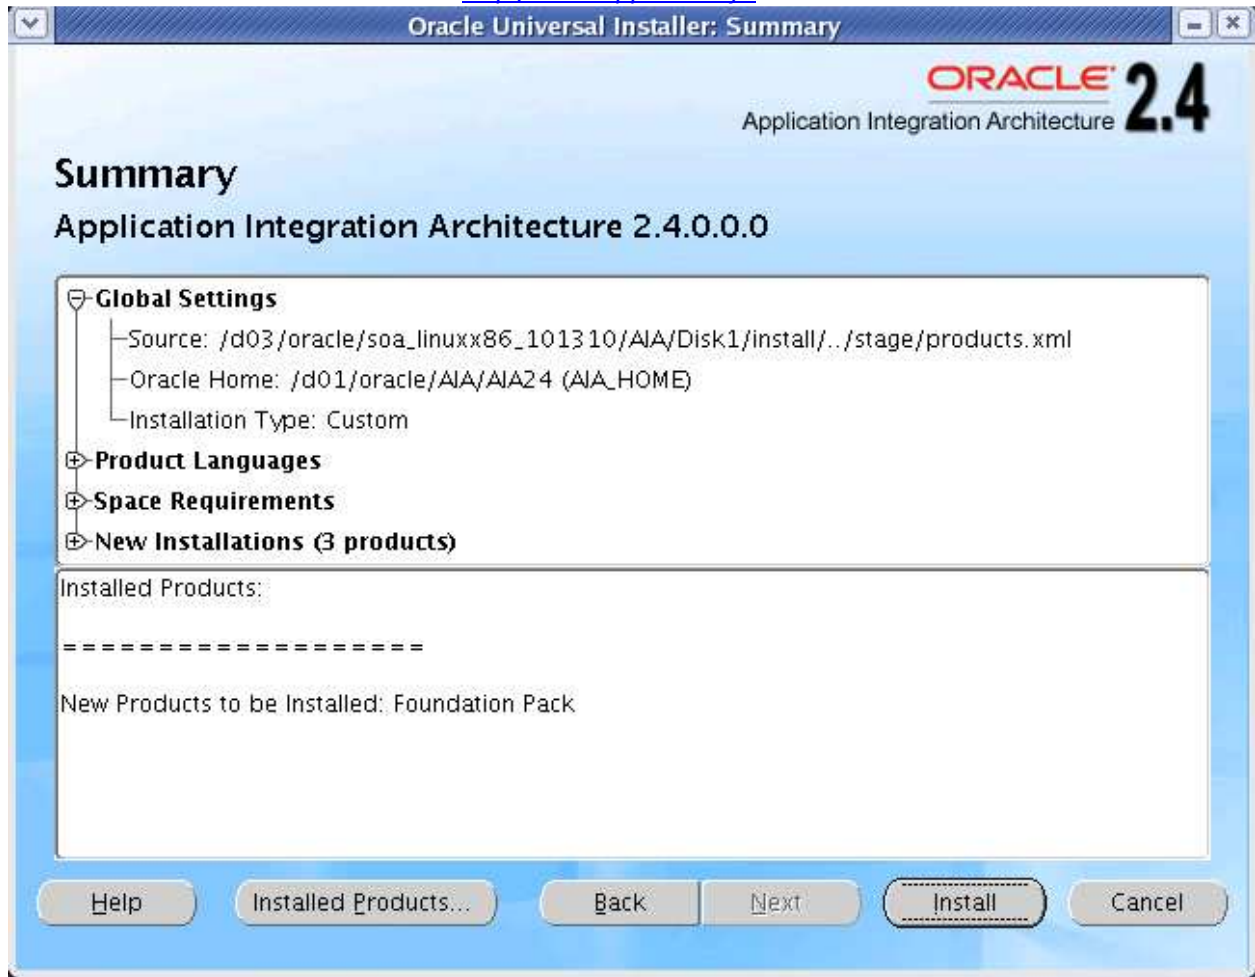 Oracle Universal Installer: Summary
ORACLE
Application Integration Architecture 2.4
Summary
Application Integration Architecture 2.4.0.0.0
Global Settings
Source: /d03/oracle/soa_linuxx86_101310/AIA/Disk1/install/../stage/products.xml
Oracle Home: /d01/oracle/AIA/AIA24 (AIA_HOME)
Installation Type: Custom
Product Languages
Space Requirements
New Installations (3 products)
Installed Products:
===================
New Products to be Installed: Foundation Pack
Help Installed Products... Back Next Install Cancel